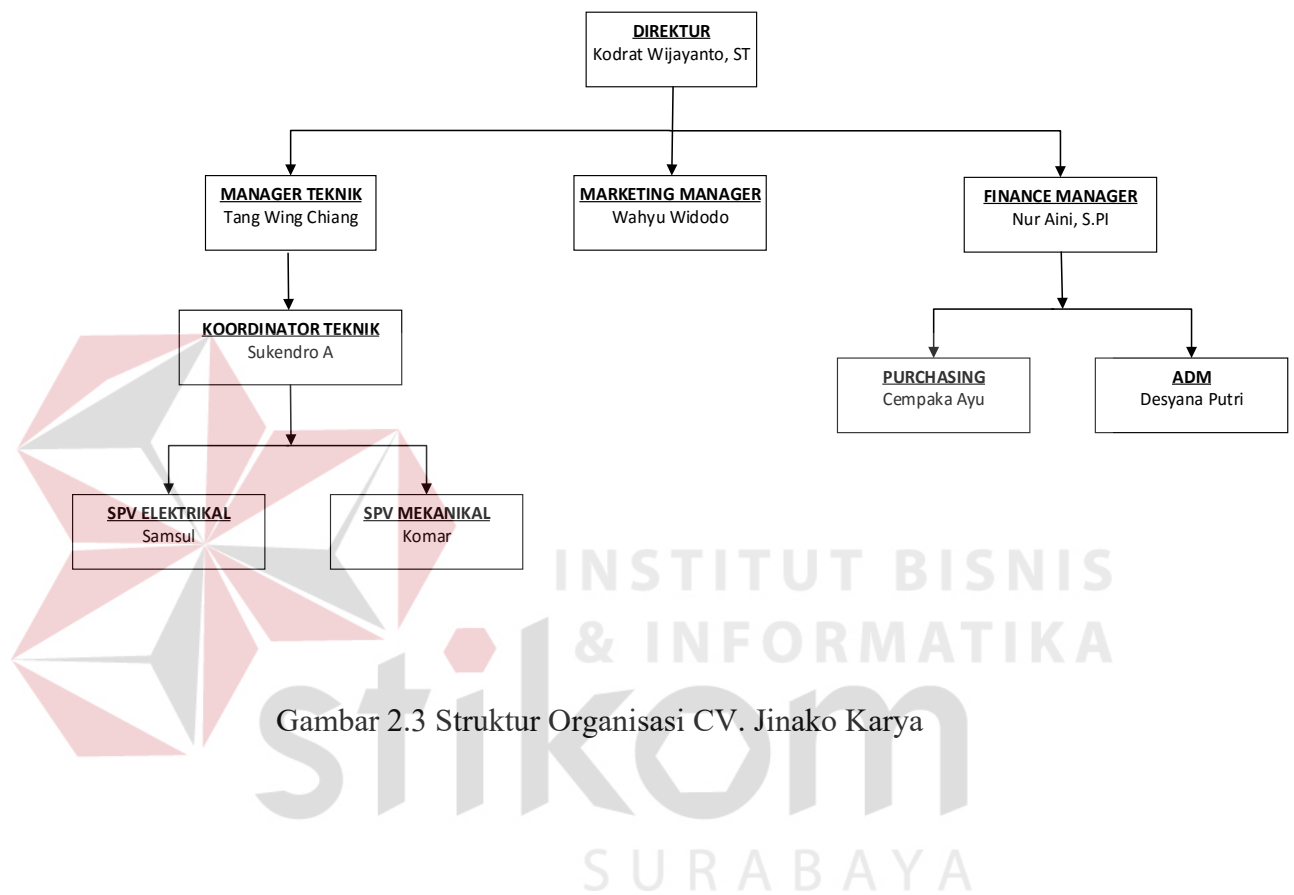 DIREKTUR
Kodrat Wijayanto, ST
MANAGER TEKNIK
Tang Wing Chiang
MARKETING MANAGER
Wahyu Widodo
FINANCE MANAGER
Nur Aini, S.PI
KOORDINATOR TEKNIK
Sukendro A
PURCHASING
Cempaka Ayu
ADM
Desyana Putri
SPV ELEKTRIKAL
Samsul
SPV MEKANIKAL
Komar
INSTITUT BISNIS
& INFORMATIKA
stikom
SURABAYA
Gambar 2.3 Struktur Organisasi CV. Jinako Karya